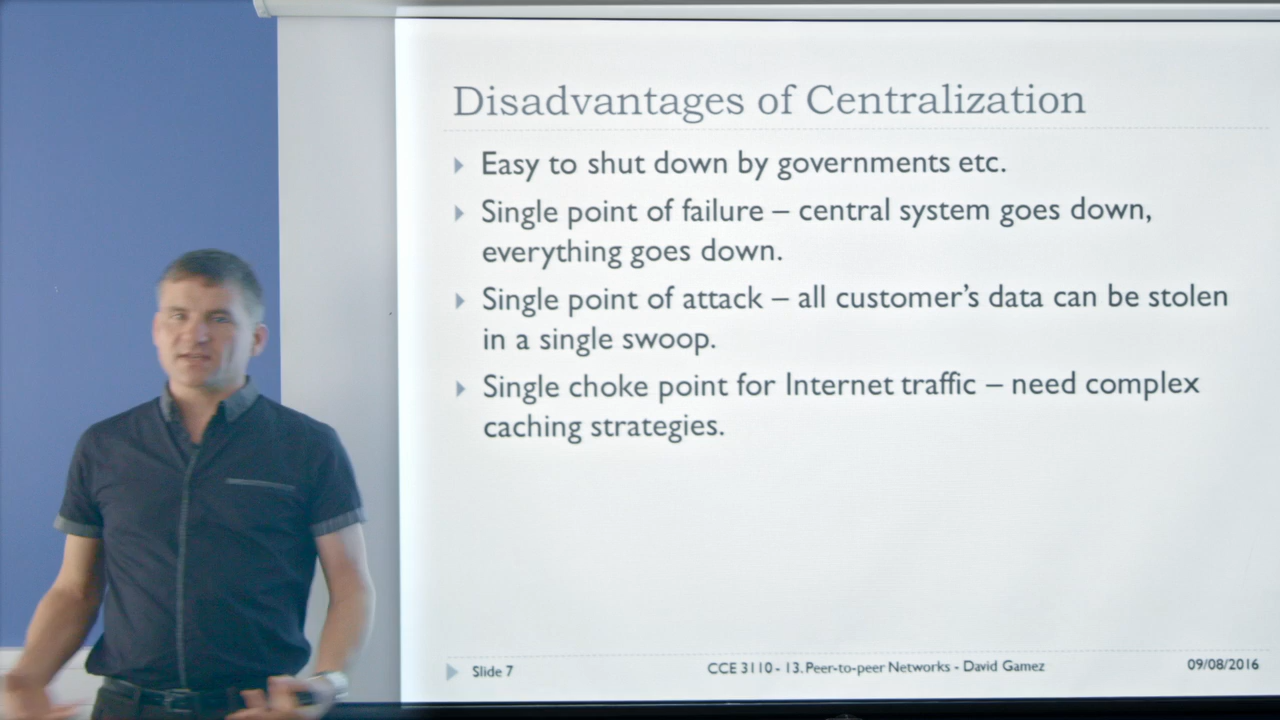 Disadvantages of Centralization
Easy to shut down by governments etc.
Single point of failure – central system goes down,
everything goes down.
Single point of attack – all customer’s data can be stolen
in a single swoop.
Single choke point for Internet traffic – need complex
caching strategies.
Slide 7
CCE 3110 - 13. Peer-to-peer Networks - David Gamez
09/08/2016